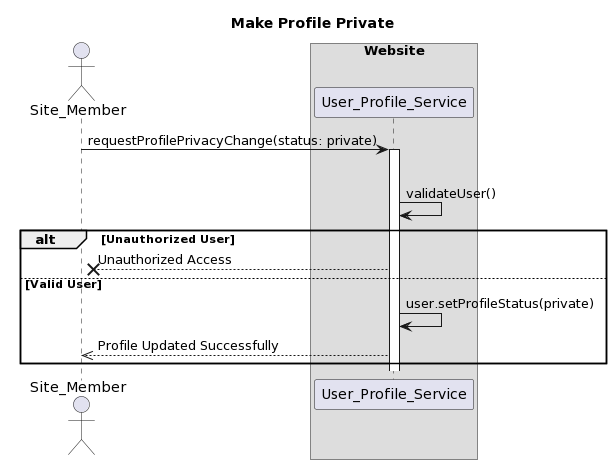 Make Profile Private
Website
Site_Member
User_Profile_Service
requestProfilePrivacyChange(status: private)
validateUser()
alt
[Unauthorized User]
Unauthorized Access
[Valid User]
user.setProfileStatus(private)
Profile Updated Successfully
Site_Member
User_Profile_Service